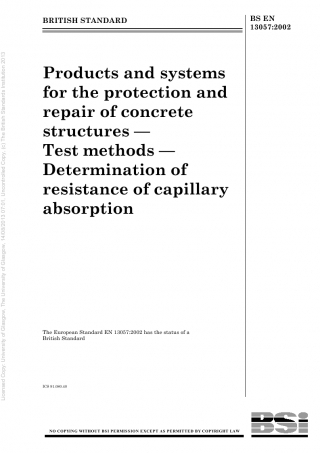 BRITISH STANDARD
BS EN
13057:2002
Products and systems
for the protection and
repair of concrete
structures —
Test methods —
Determination of
resistance of capillary
absorption
The European Standard EN 13057:2002 has the status of a
British Standard
NO COPYING WITHOUT BSI PERMISSION EXCEPT AS PERMITTED BY COPYRIGHT LAW
BSi